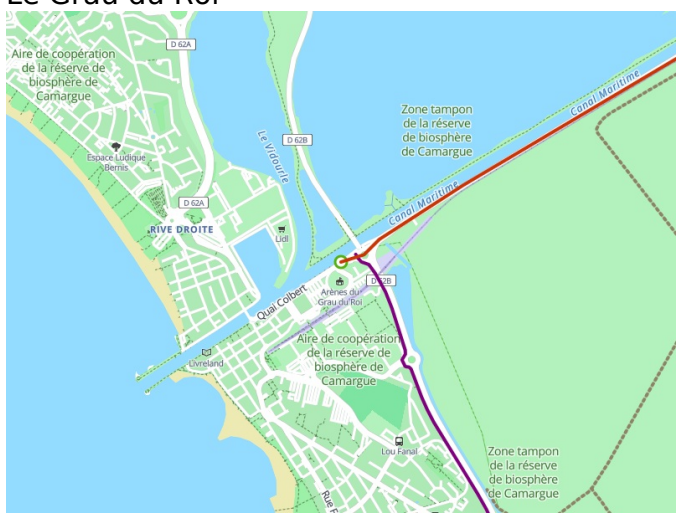 Le Grau du Roi
D 62A
Aire de coopération
de la réserve de
biosphère de
Camargue
Canal Maritime
Zone tampon
de la réserve
de biosphère
de Camargue
D 62B
Le Vidourle
Espace Ludique
Bernis
Canal Maritime
D 62A
RIVE DROITE
Lidl
D 62B
Arènes du
Grau du Roi
Quai Colbert
Aire de coopération
de la réserve de
biosphère de
Camargue
Livreland
Lou Fanal
Zone tampon
de la réserve
de biosphère
de Camargue
Rue